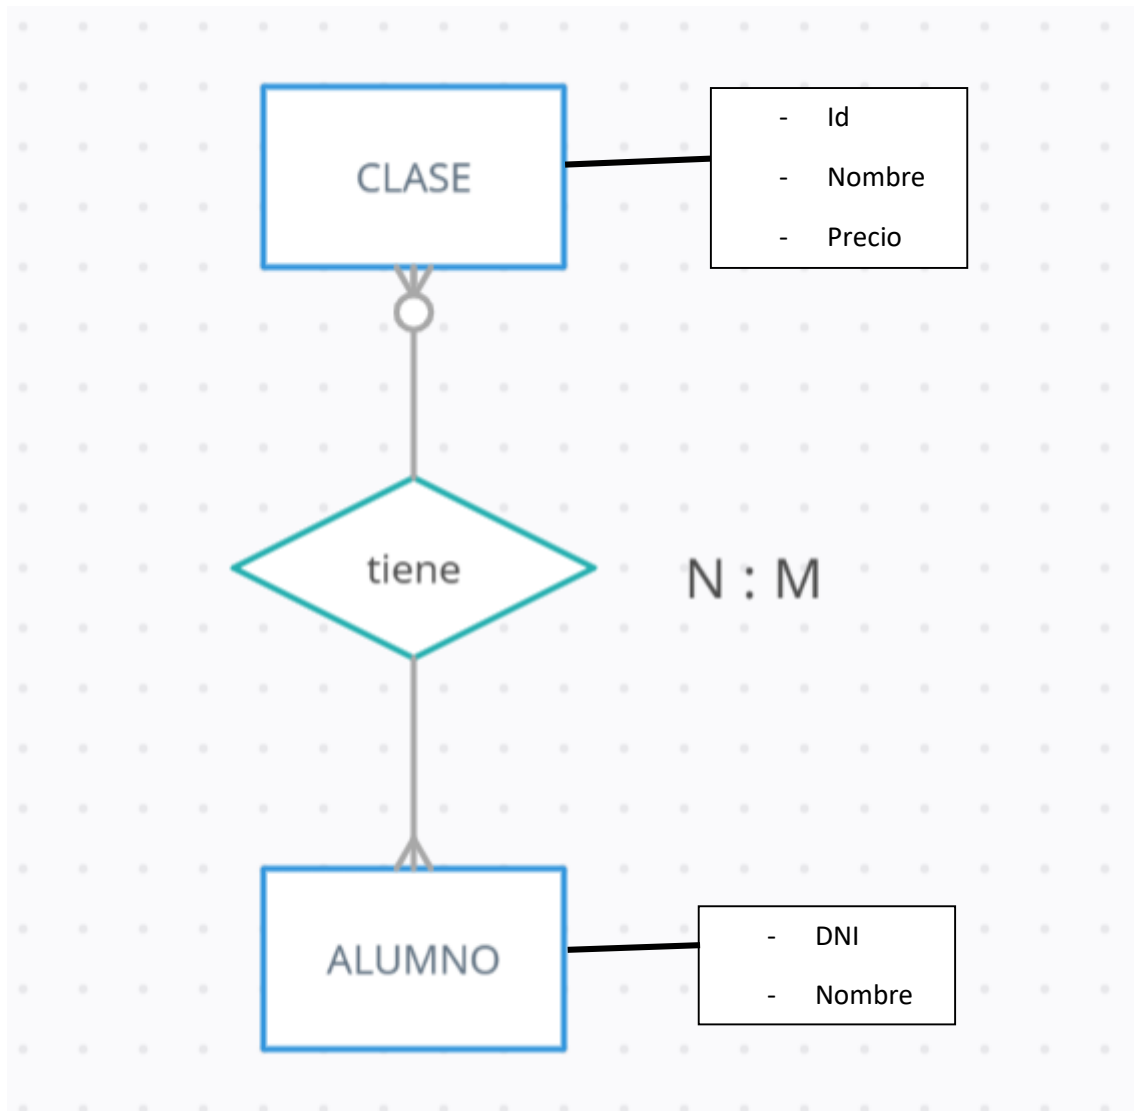 CLASE
- Id
- Nombre
- Precio
tiene
N : M
ALUMNO
- DNI
- Nombre